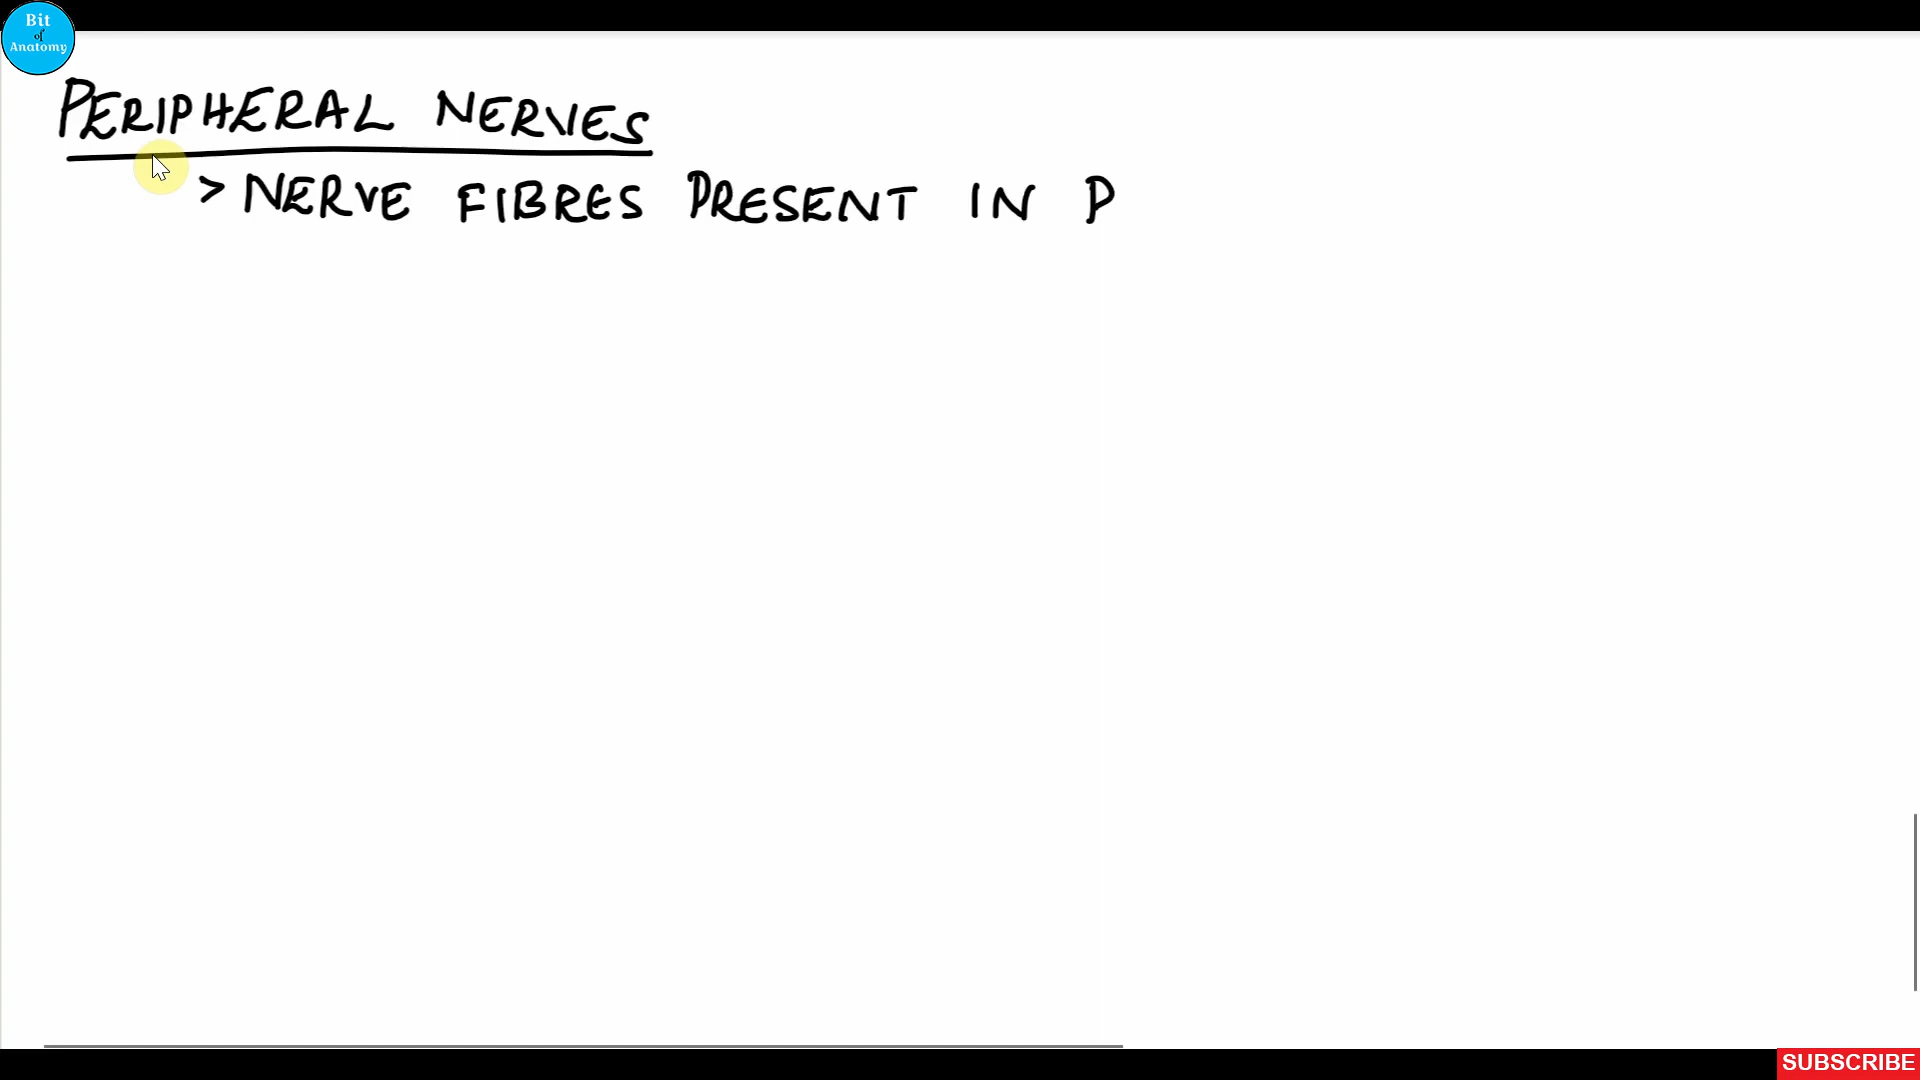 Bit
of
Anatomy
PERIPHERAL NERVES
> NERVE FIBRES PRESENT IN P
SUBSCRIBE